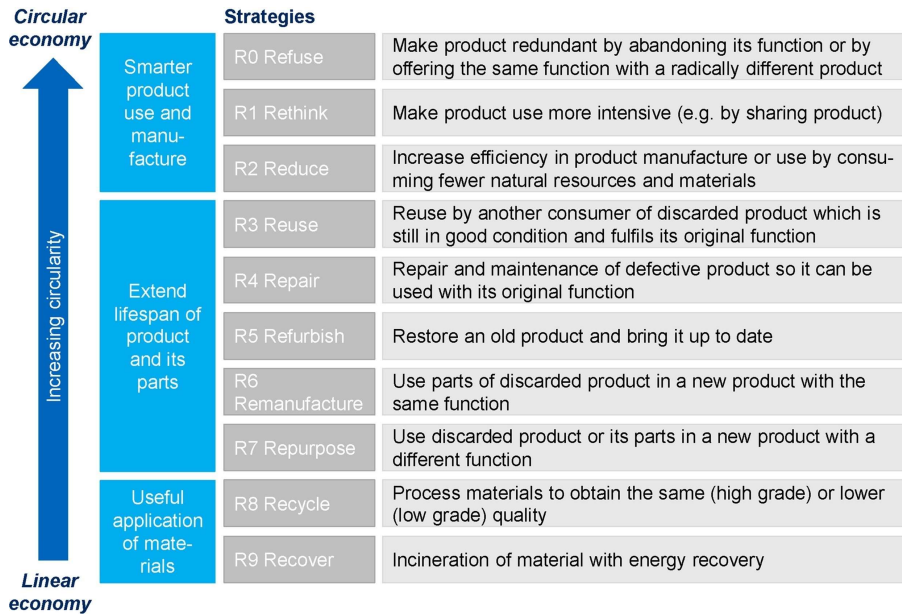 Circular
economy
Strategies
Smarter
product
use and
manu-
facture
R0 Refuse
Make product redundant by abandoning its function or by
offering the same function with a radically different product
R1 Rethink
Make product use more intensive (e.g. by sharing product)
R2 Reduce
Increase efficiency in product manufacture or use by consu-
ming fewer natural resources and materials
Increasing circularity
Extend
lifespan of
product
and its
parts
R3 Reuse
Reuse by another consumer of discarded product which is
still in good condition and fulfils its original function
R4 Repair
Repair and maintenance of defective product so it can be
used with its original function
R5 Refurbish
Restore an old product and bring it up to date
R6
Remanufacture
Use parts of discarded product in a new product with the
same function
R7 Repurpose
Use discarded product or its parts in a new product with a
different function
Useful
application
of mate-
rials
R8 Recycle
Process materials to obtain the same (high grade) or lower
(low grade) quality
R9 Recover
Incineration of material with energy recovery
Linear
economy